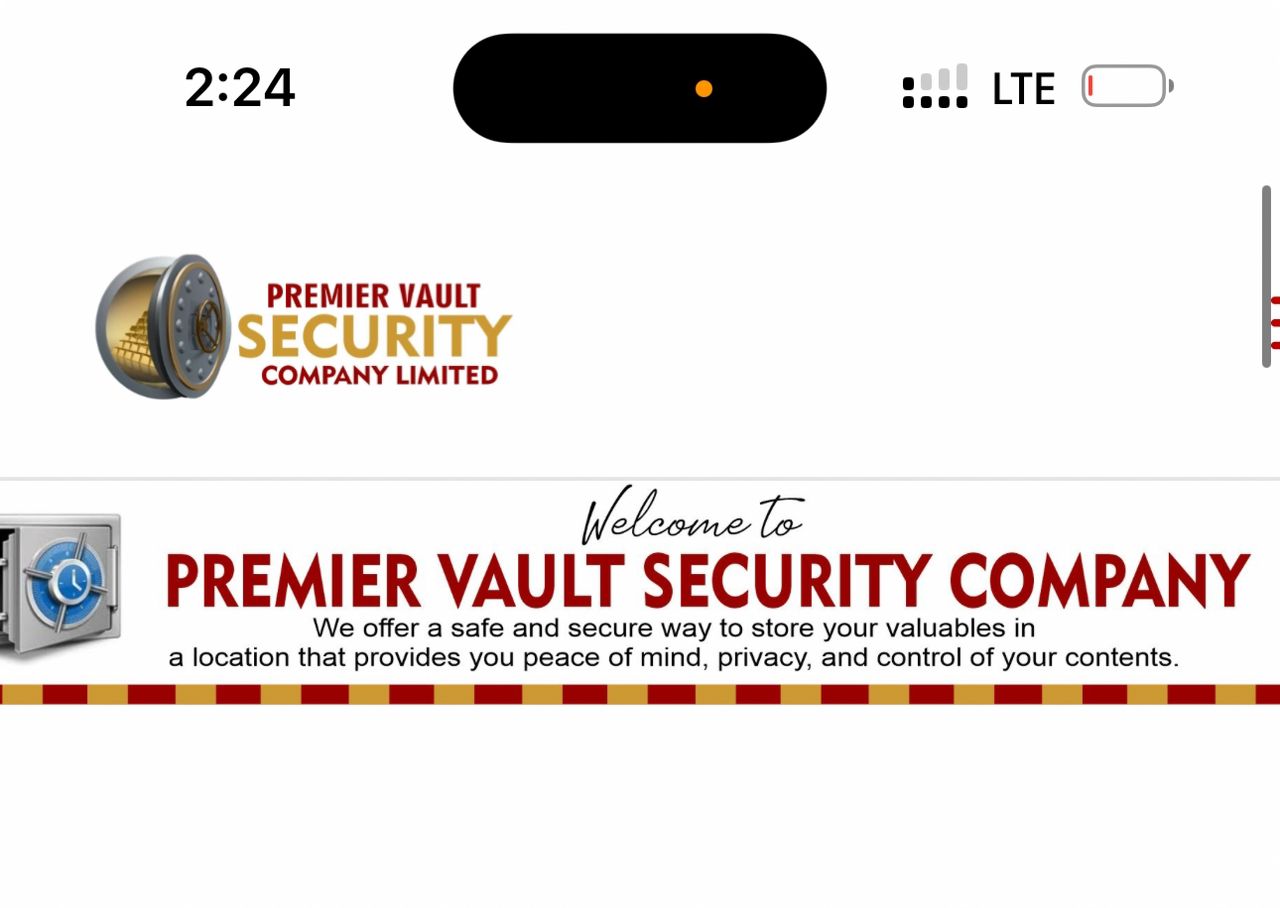 2:24 LTE
PREMIER VAULT
SECURITY
COMPANY LIMITED
Welcome to
PREMIER VAULT SECURITY COMPANY
We offer a safe and secure way to store your valuables in
a location that provides you peace of mind, privacy, and control of your contents.